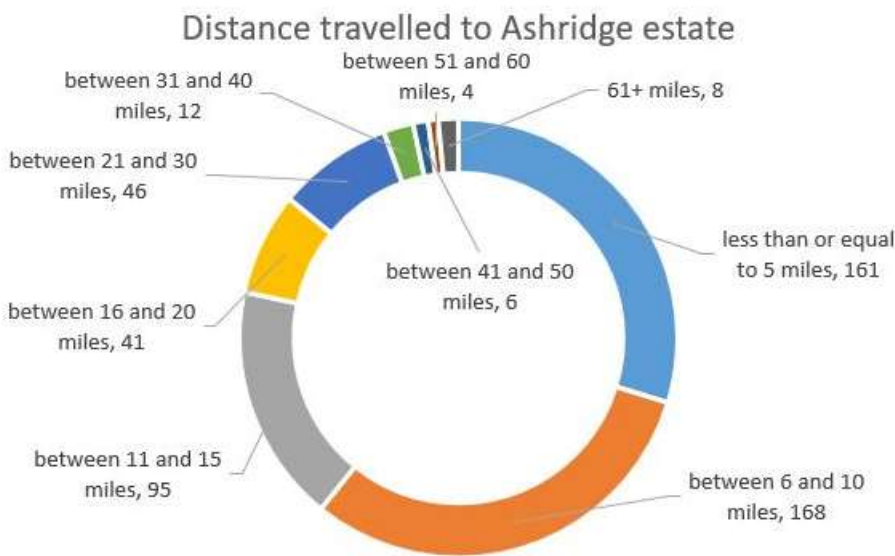 Distance travelled to Ashridge estate
between 51 and 60
miles, 4
61+ miles, 8
between 31 and 40
miles, 12
between 21 and 30
miles, 46
less than or equal
to 5 miles, 161
between 41 and 50
miles, 6
between 16 and 20
miles, 41
between 11 and 15
miles, 95
between 6 and 10
miles, 168